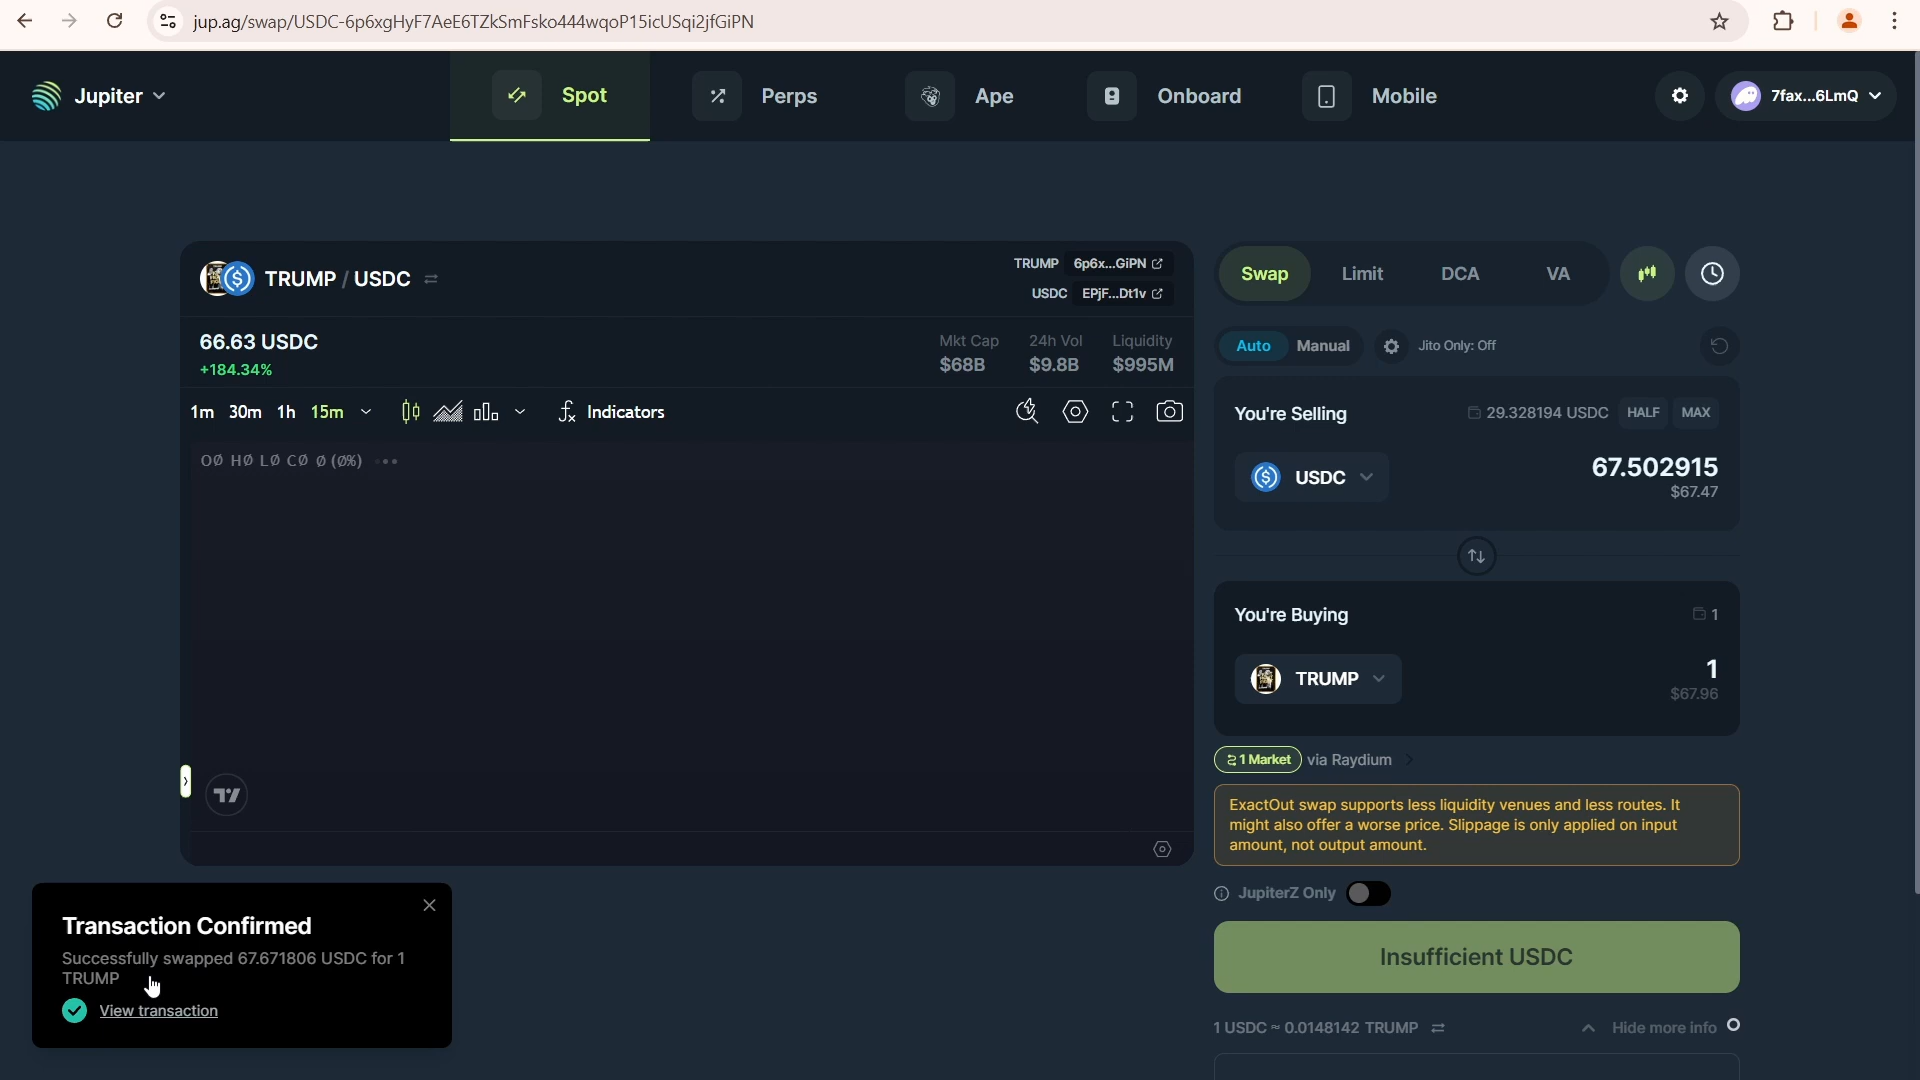 jup.ag/swap/USDC-6p6xgHyF7AeE6TZkSmFsko444wqoP15icUSqi2jfGiPN
Jupiter
Spot
Perps
Ape
Onboard
Mobile
7fax...6LmQ
TRUMP / USDC
TRUMP 6p6x...GiPN
USDC EPjF...Dt1v
66.63 USDC
+184.34%
Mkt Cap 24h Vol Liquidity
$68B $9.8B $995M
1m 30m 1h 15m Indicators
O∅ H∅ L∅ C∅ ∅ (∅%)
Swap Limit DCA VA
Auto Manual Jito Only: Off
You're Selling 29.328194 USDC HALF MAX
USDC 67.502915
$67.47
You're Buying 1
TRUMP 1
$67.96
1 Market via Raydium
ExactOut swap supports less liquidity venues and less routes. It
might also offer a worse price. Slippage is only applied on input
amount, not output amount.
JupiterZ Only
Insufficient USDC
1 USDC ≈ 0.0148142 TRUMP Hide more info
Transaction Confirmed
Successfully swapped 67.671806 USDC for 1
TRUMP
View transaction